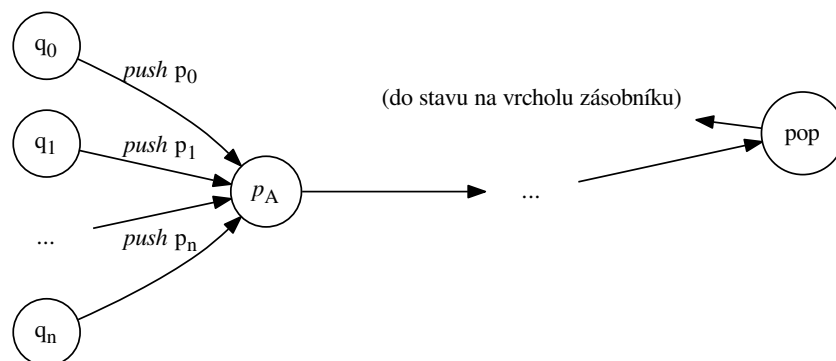 q0
push p0
(do stavu na vrcholu zásobníku)
pop
q1
push p1
pA
...
...
push pn
qn